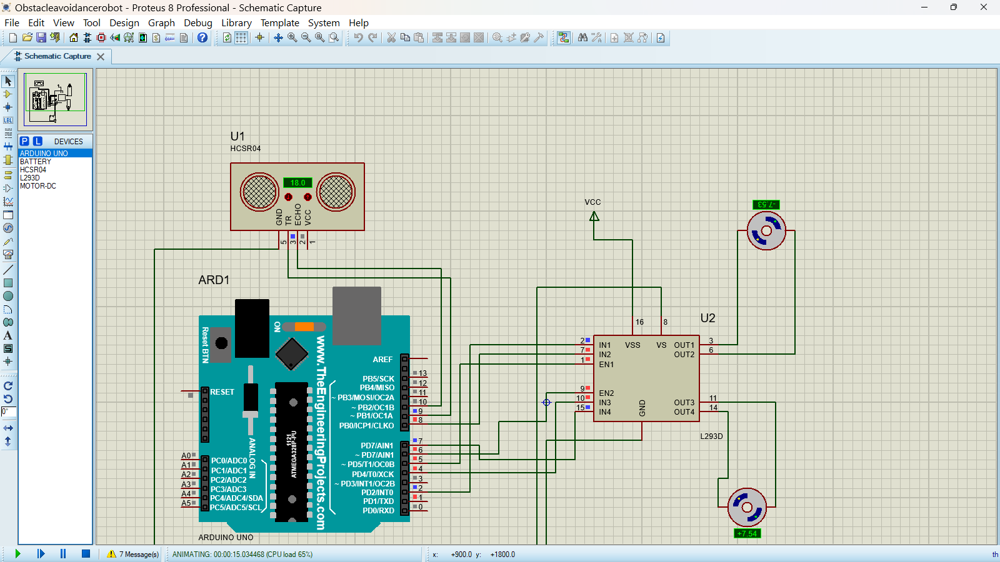 Obstacleavoidancerobot - Proteus 8 Professional - Schematic Capture
File Edit View Tool Design Graph Debug Library Template System Help
Schematic Capture
P L DEVICES
ARDUINO UNO
BATTERY
HCSR04
L293D
MOTOR-DC
LBL
A
S
0°
U1
HCSR04
18.0
GND
TR
ECHO
VCC
5
3
2
1
ARD1
Reset BTN
ON
www.TheEngineeringProjects.com
1121
ATMEGA328P-PU
ANALOG IN
RESET
AREF
PB5/SCK 13
PB4/MISO 12
~ PB3/MOSI/OC2A 11
~ PB2/OC1B 10
~ PB1/OC1A 9
PB0/ICP1/CLKO 8
PD7/AIN1 7
~ PD7/AIN1 6
~ PD5/T1/OC0B 5
PD4/T0/XCK 4
~ PD3/INT1/OC2B 3
PD2/INT0 2
PD1/TXD 1
PD0/RXD 0
A0 PC0/ADC0
A1 PC1/ADC1
A2 PC2/ADC2
A3 PC3/ADC3
A4 PC4/ADC4/SDA
A5 PC5/ADC5/SCL
ARDUINO UNO
VCC
16
8
U2
2 IN1 VSS VS OUT1 3
7 IN2 OUT2 6
1 EN1
9 EN2
10 IN3 GND OUT3 11
15 IN4 OUT4 14
L293D
-7.53
+7.54
7 Message(s)
ANIMATING: 00:00:15.034468 (CPU load 65%)
x: +900.0 y: +1800.0
th